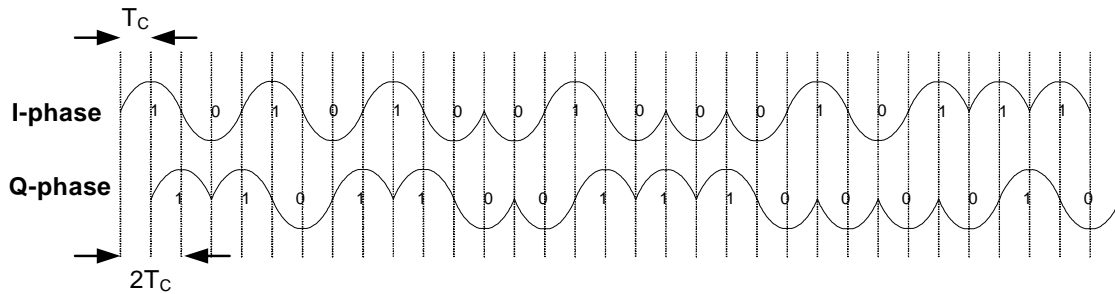 T_C
I-phase 1 0 1 0 1 0 0 1 0 0 0 1 0 1 1 1
Q-phase 1 1 0 1 1 0 0 1 1 1 0 0 0 0 1 0
2T_C